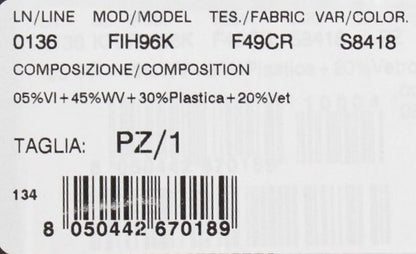 LN/LINE MOD/MODEL TES./FABRIC VAR/COLOR.
0136 FIH96K F49CR S8418
COMPOSIZIONE/COMPOSITION
05%VI+45%WV+30%Plastica+20%Vet
TAGLIA: PZ/1
134
8 050442 670189